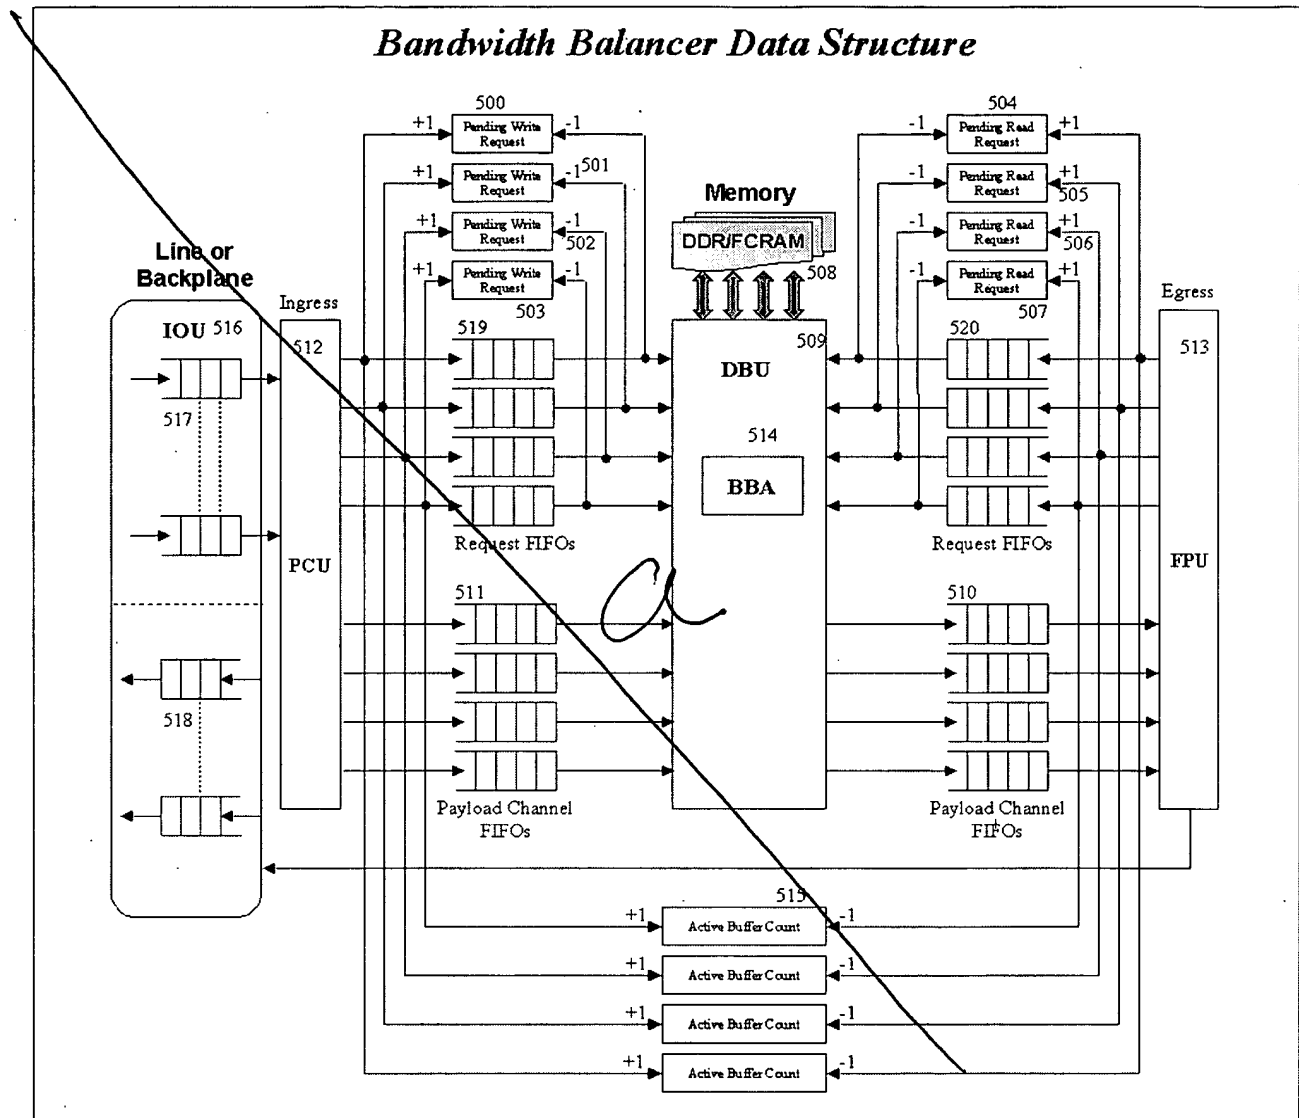 Bandwidth Balancer Data Structure
500
+1 Pending Write Request -1
-1 501
+1 Pending Write Request
+1 Pending Write Request -1
502
+1 Pending Write Request -1
503
504
-1 Pending Read Request +1
-1 Pending Read Request +1
505
-1 Pending Read Request +1
506
-1 Pending Read Request +1
507
Memory
DDR/FCRAM
508
Line or
Backplane
IOU 516
517
518
Ingress
512
PCU
519
Request FIFOs
511
Payload Channel
FIFOs
509
DBU
514
BBA
520
Request FIFOs
510
Payload Channel
FIFOs
Egress
513
FPU
515
+1 Active Buffer Count -1
+1 Active Buffer Count -1
+1 Active Buffer Count -1
+1 Active Buffer Count -1